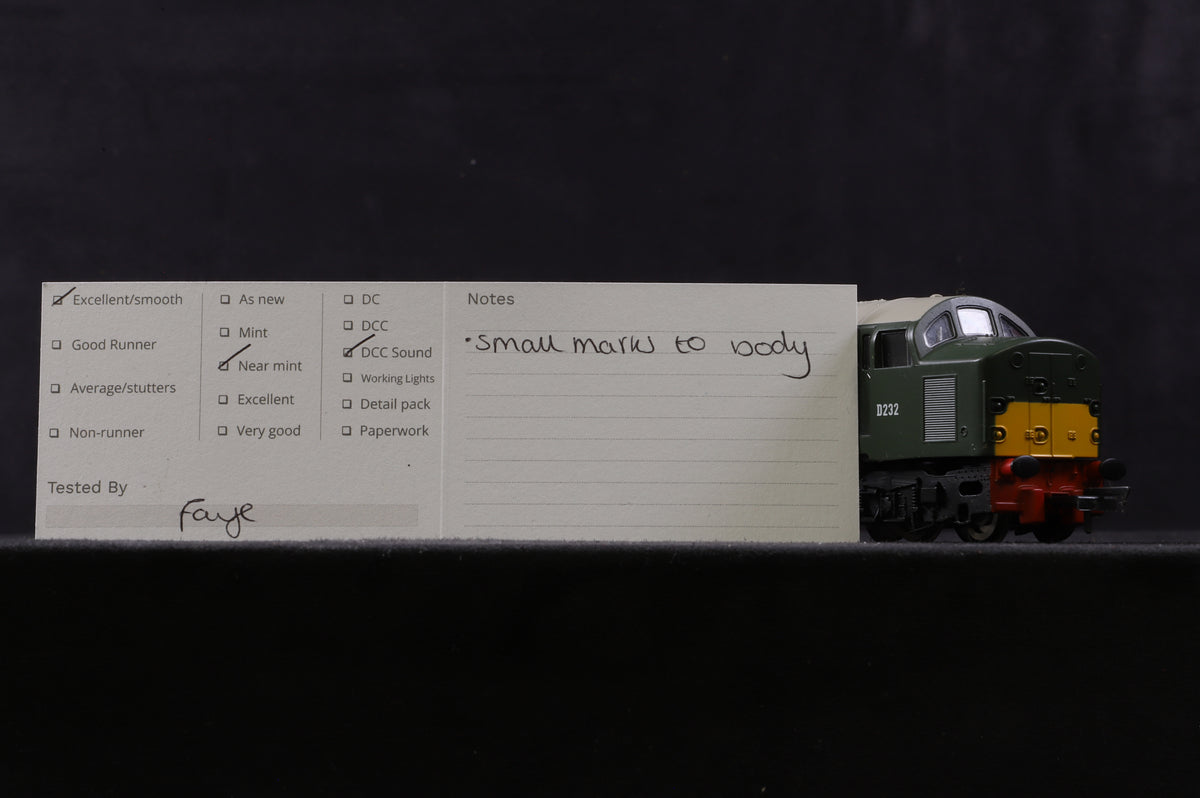 Excellent/smooth
Good Runner
Average/stutters
Non-runner
As new
Mint
Near mint
Excellent
Very good
DC
DCC
DCC Sound
Working Lights
Detail pack
Paperwork
Tested By
Faye
Notes
•small marks to body
D232